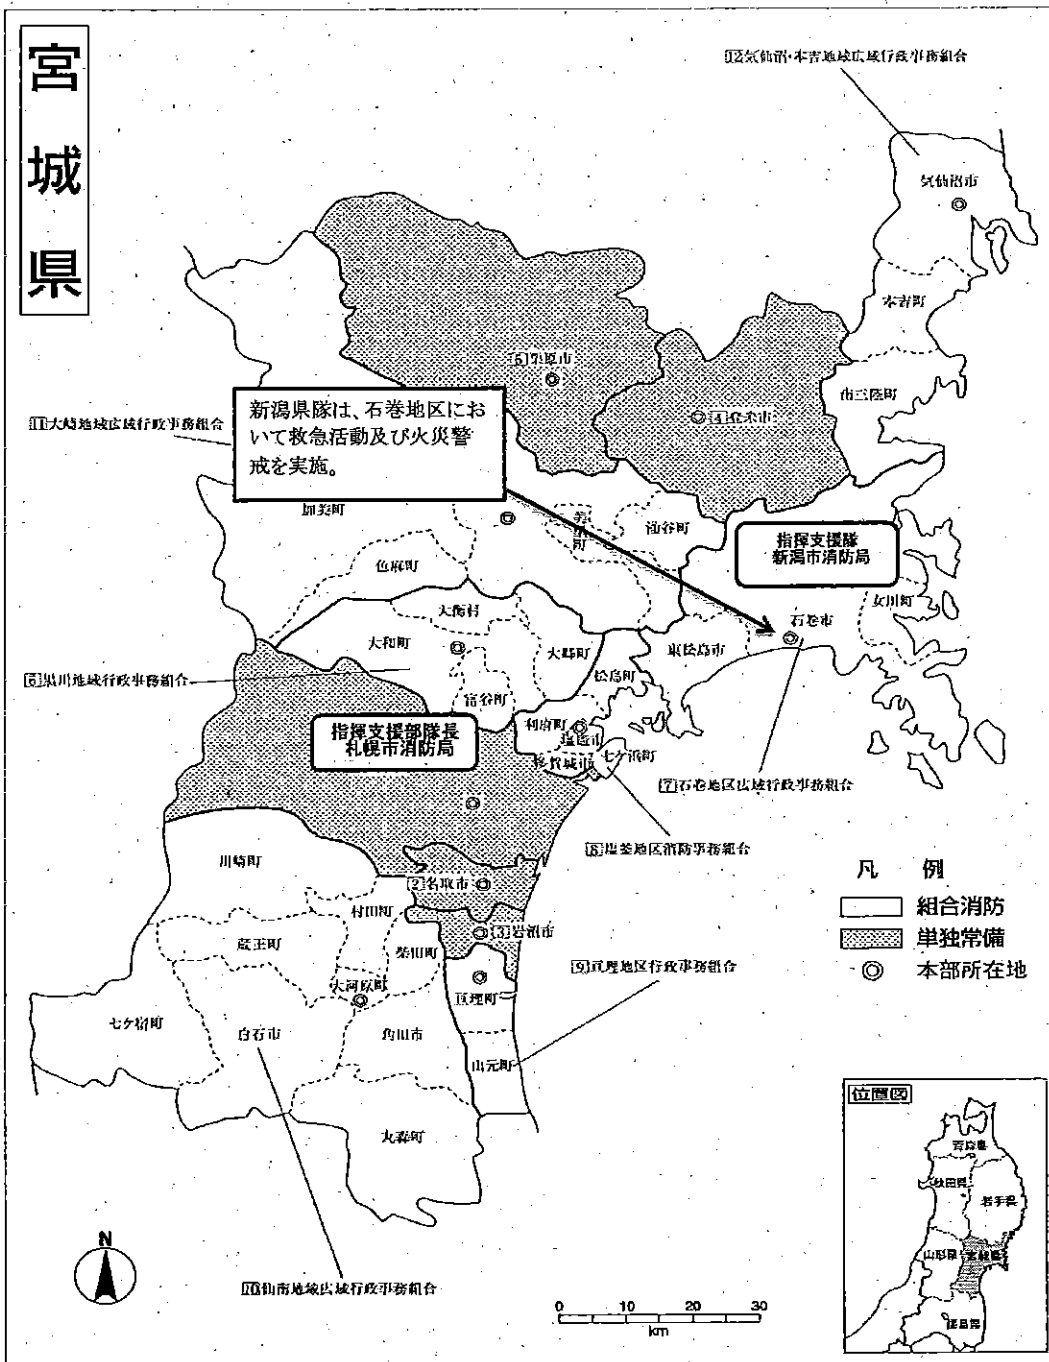 宮城県
[12]気仙沼・本吉地域広域行政事務組合
気仙沼市
本吉町
南三陸町
[5]栗原市
[4]登米市
[11]大崎地域広域行政事務組合
新潟県隊は、石巻地区にお
いて救急活動及び火災警
戒を実施。
加美町
美里町
涌谷町
色麻町
指揮支援隊
新潟市消防局
女川町
石巻市
東松島市
大衡村
大和町
大郷町
松島町
[6]黒川地域行政事務組合
富谷町
利府町
塩竈市
多賀城市
七ケ浜町
指揮支援部隊長
札幌市消防局
[7]石巻地区広域行政事務組合
[8]塩釜地区消防事務組合
川崎町
[2]名取市
村田町
[3]岩沼市
蔵王町
柴田町
大河原町
[9]亘理地区行政事務組合
亘理町
七ケ宿町
白石市
角田市
山元町
丸森町
[10]仙南地域広域行政事務組合
凡 例
組合消防
単独常備
本部所在地
位置図
青森県
秋田県
岩手県
山形県
宮城県
福島県
N
0 10 20 30
km